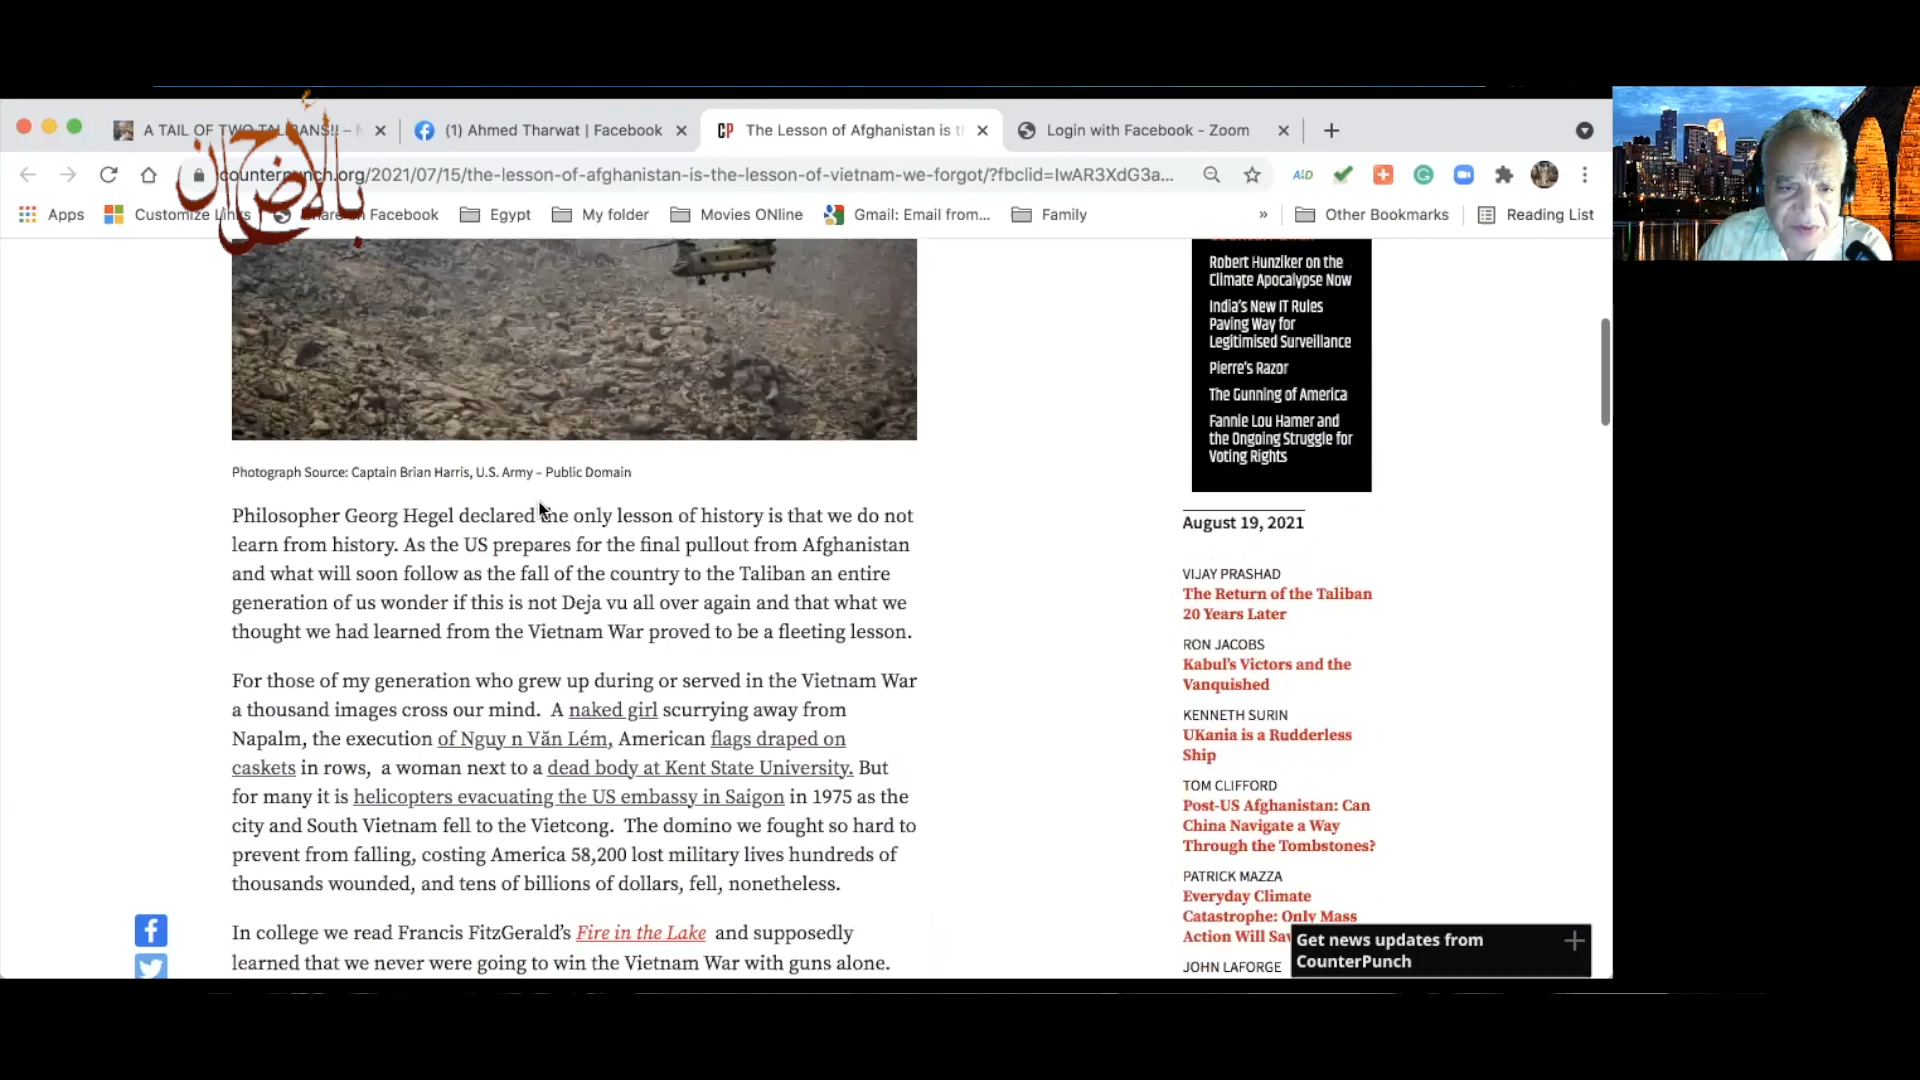 بالأحضان
A TAIL OF TWO TALIBANS!! –
(1) Ahmed Tharwat | Facebook
CP The Lesson of Afghanistan is t
Login with Facebook - Zoom
counterpunch.org/2021/07/15/the-lesson-of-afghanistan-is-the-lesson-of-vietnam-we-forgot/?fbclid=IwAR3XdG3a...
Apps
Customize Links
Share on Facebook
Egypt
My folder
Movies ONline
Gmail: Email from...
Family
»
Other Bookmarks
Reading List
Photograph Source: Captain Brian Harris, U.S. Army – Public Domain
Philosopher Georg Hegel declared the only lesson of history is that we do not
learn from history. As the US prepares for the final pullout from Afghanistan
and what will soon follow as the fall of the country to the Taliban an entire
generation of us wonder if this is not Deja vu all over again and that what we
thought we had learned from the Vietnam War proved to be a fleeting lesson.
For those of my generation who grew up during or served in the Vietnam War
a thousand images cross our mind.  A naked girl scurrying away from
Napalm, the execution of Nguy n Văn Lém, American flags draped on
caskets in rows,  a woman next to a dead body at Kent State University. But
for many it is helicopters evacuating the US embassy in Saigon in 1975 as the
city and South Vietnam fell to the Vietcong.  The domino we fought so hard to
prevent from falling, costing America 58,200 lost military lives hundreds of
thousands wounded, and tens of billions of dollars, fell, nonetheless.
In college we read Francis FitzGerald's Fire in the Lake  and supposedly
learned that we never were going to win the Vietnam War with guns alone.
Robert Hunziker on the
Climate Apocalypse Now
India's New IT Rules
Paving Way for
Legitimised Surveillance
Pierre's Razor
The Gunning of America
Fannie Lou Hamer and
the Ongoing Struggle for
Voting Rights
August 19, 2021
VIJAY PRASHAD
The Return of the Taliban
20 Years Later
RON JACOBS
Kabul's Victors and the
Vanquished
KENNETH SURIN
UKania is a Rudderless
Ship
TOM CLIFFORD
Post-US Afghanistan: Can
China Navigate a Way
Through the Tombstones?
PATRICK MAZZA
Everyday Climate
Catastrophe: Only Mass
Action Will
JOHN LAFORGE
Get news updates from
CounterPunch